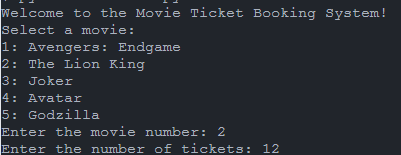 Welcome to the Movie Ticket Booking System!
Select a movie:
1: Avengers: Endgame
2: The Lion King
3: Joker
4: Avatar
5: Godzilla
Enter the movie number: 2
Enter the number of tickets: 12